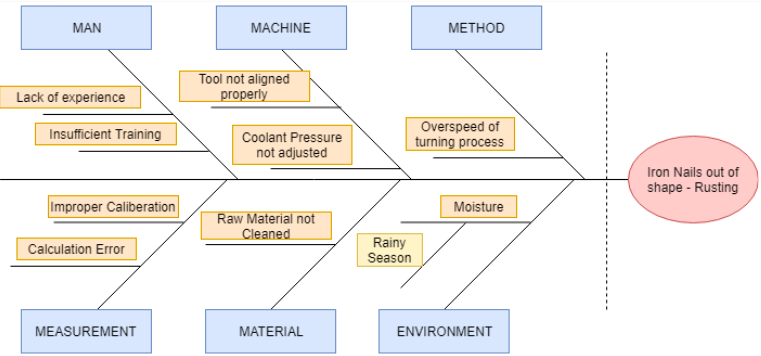 MAN
MACHINE
METHOD
Tool not aligned
properly
Lack of experience
Insufficient Training
Coolant Pressure
not adjusted
Overspeed of
turning process
Iron Nails out of
shape - Rusting
Improper Caliberation
Raw Material not
Cleaned
Moisture
Calculation Error
Rainy
Season
MEASUREMENT
MATERIAL
ENVIRONMENT